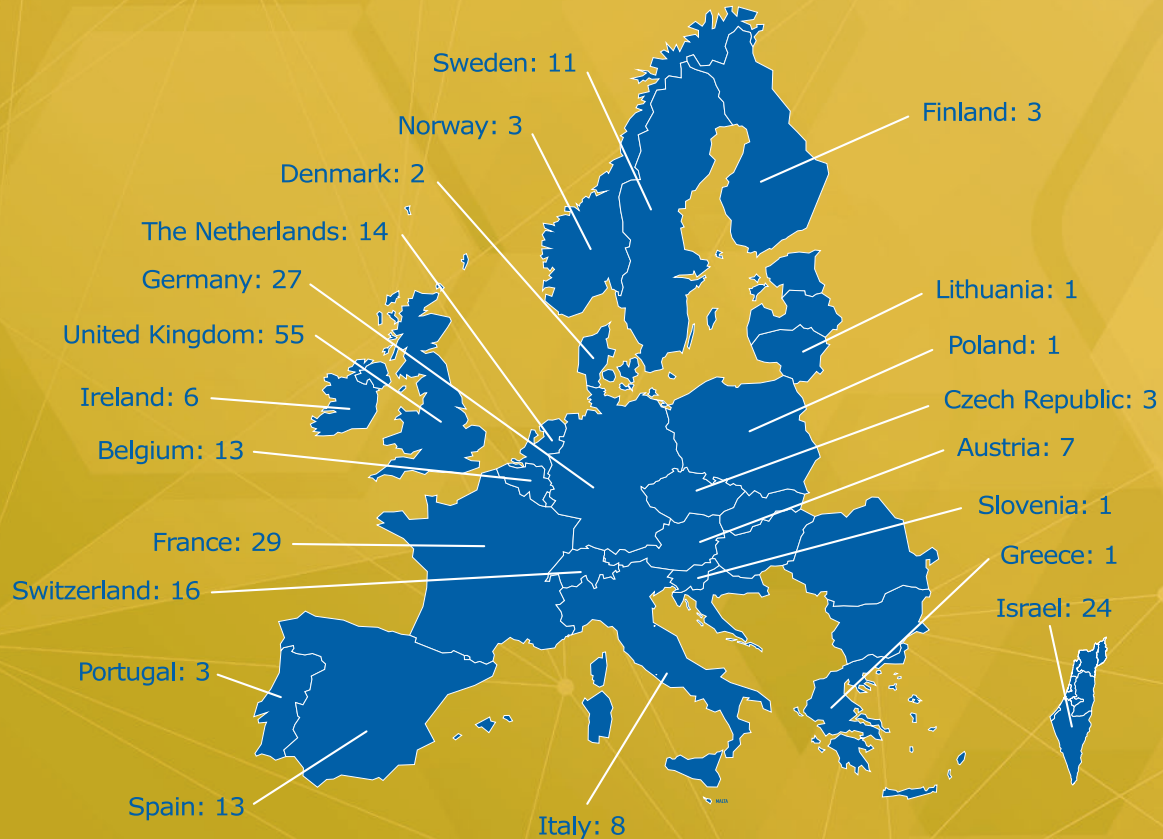 Sweden: 11
Norway: 3
Finland: 3
Denmark: 2
The Netherlands: 14
Germany: 27
United Kingdom: 55
Ireland: 6
Belgium: 13
France: 29
Switzerland: 16
Portugal: 3
Spain: 13
Italy: 8
Lithuania: 1
Poland: 1
Czech Republic: 3
Austria: 7
Slovenia: 1
Greece: 1
Israel: 24
MALTA